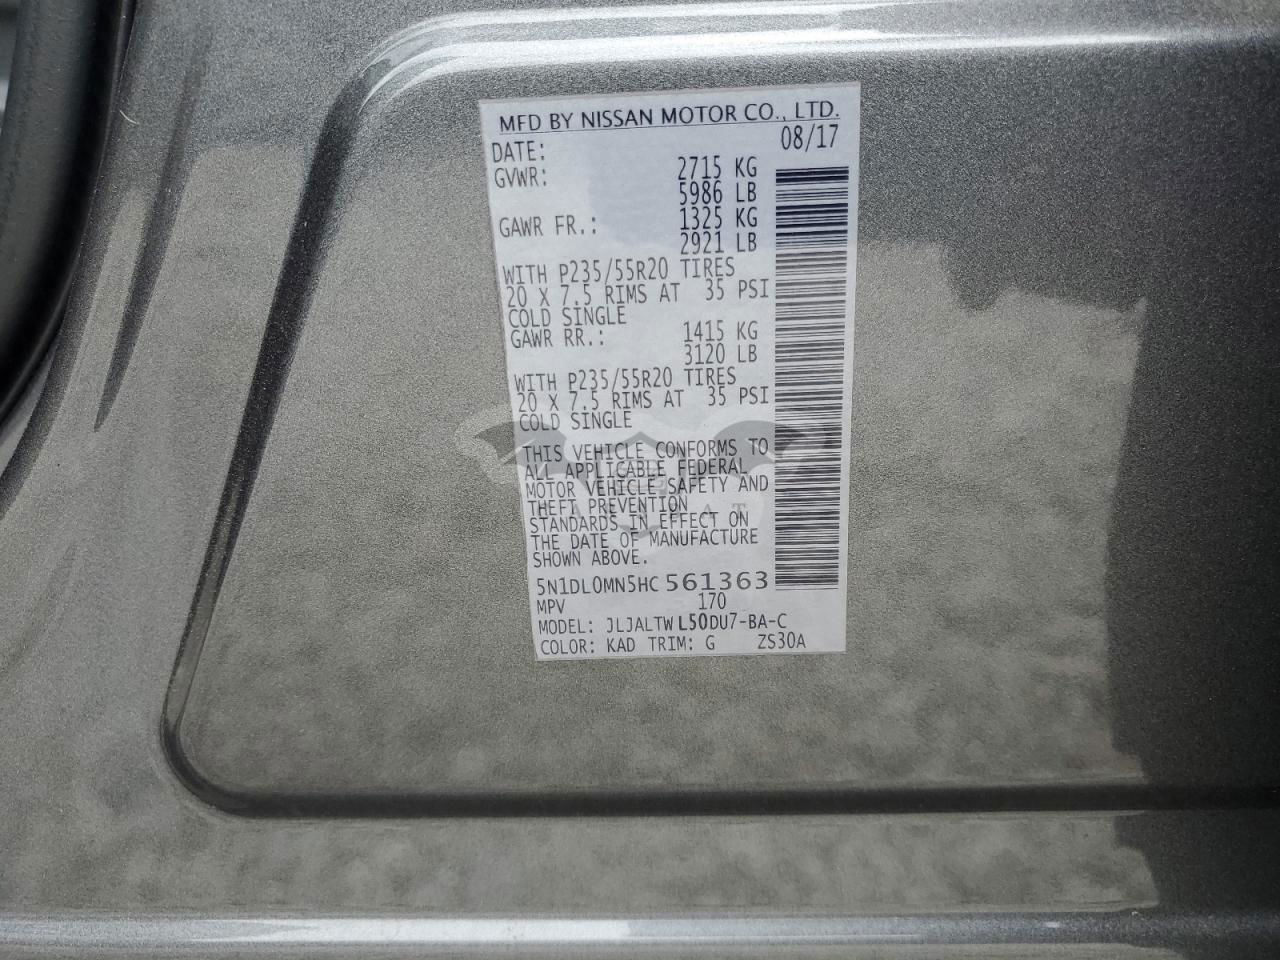 MFD BY NISSAN MOTOR CO., LTD.
DATE: 08/17
GVWR: 2715 KG
5986 LB
GAWR FR.: 1325 KG
2921 LB
WITH P235/55R20 TIRES
20 X 7.5 RIMS AT 35 PSI
COLD SINGLE
GAWR RR.: 1415 KG
3120 LB
WITH P235/55R20 TIRES
20 X 7.5 RIMS AT 35 PSI
COLD SINGLE
THIS VEHICLE CONFORMS TO
ALL APPLICABLE FEDERAL
MOTOR VEHICLE SAFETY AND
THEFT PREVENTION
STANDARDS IN EFFECT ON
THE DATE OF MANUFACTURE
SHOWN ABOVE.
5N1DL0MN5HC561363
MPV 170
MODEL: JLJALTWL50DU7-BA-C
COLOR: KAD TRIM: G ZS30A